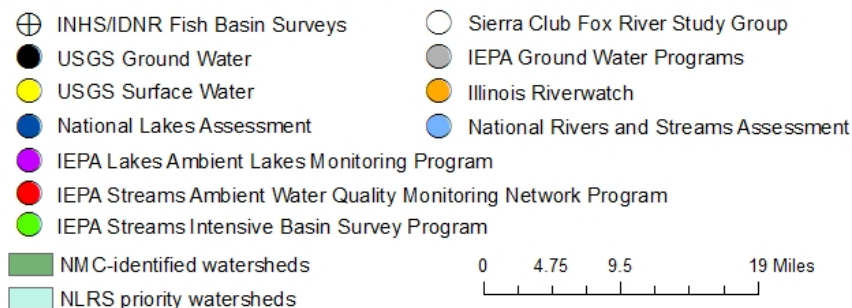 INHS/IDNR Fish Basin Surveys
USGS Ground Water
USGS Surface Water
National Lakes Assessment
IEPA Lakes Ambient Lakes Monitoring Program
IEPA Streams Ambient Water Quality Monitoring Network Program
IEPA Streams Intensive Basin Survey Program
Sierra Club Fox River Study Group
IEPA Ground Water Programs
Illinois Riverwatch
National Rivers and Streams Assessment
NMC-identified watersheds
NLRS priority watersheds
0 4.75 9.5 19 Miles